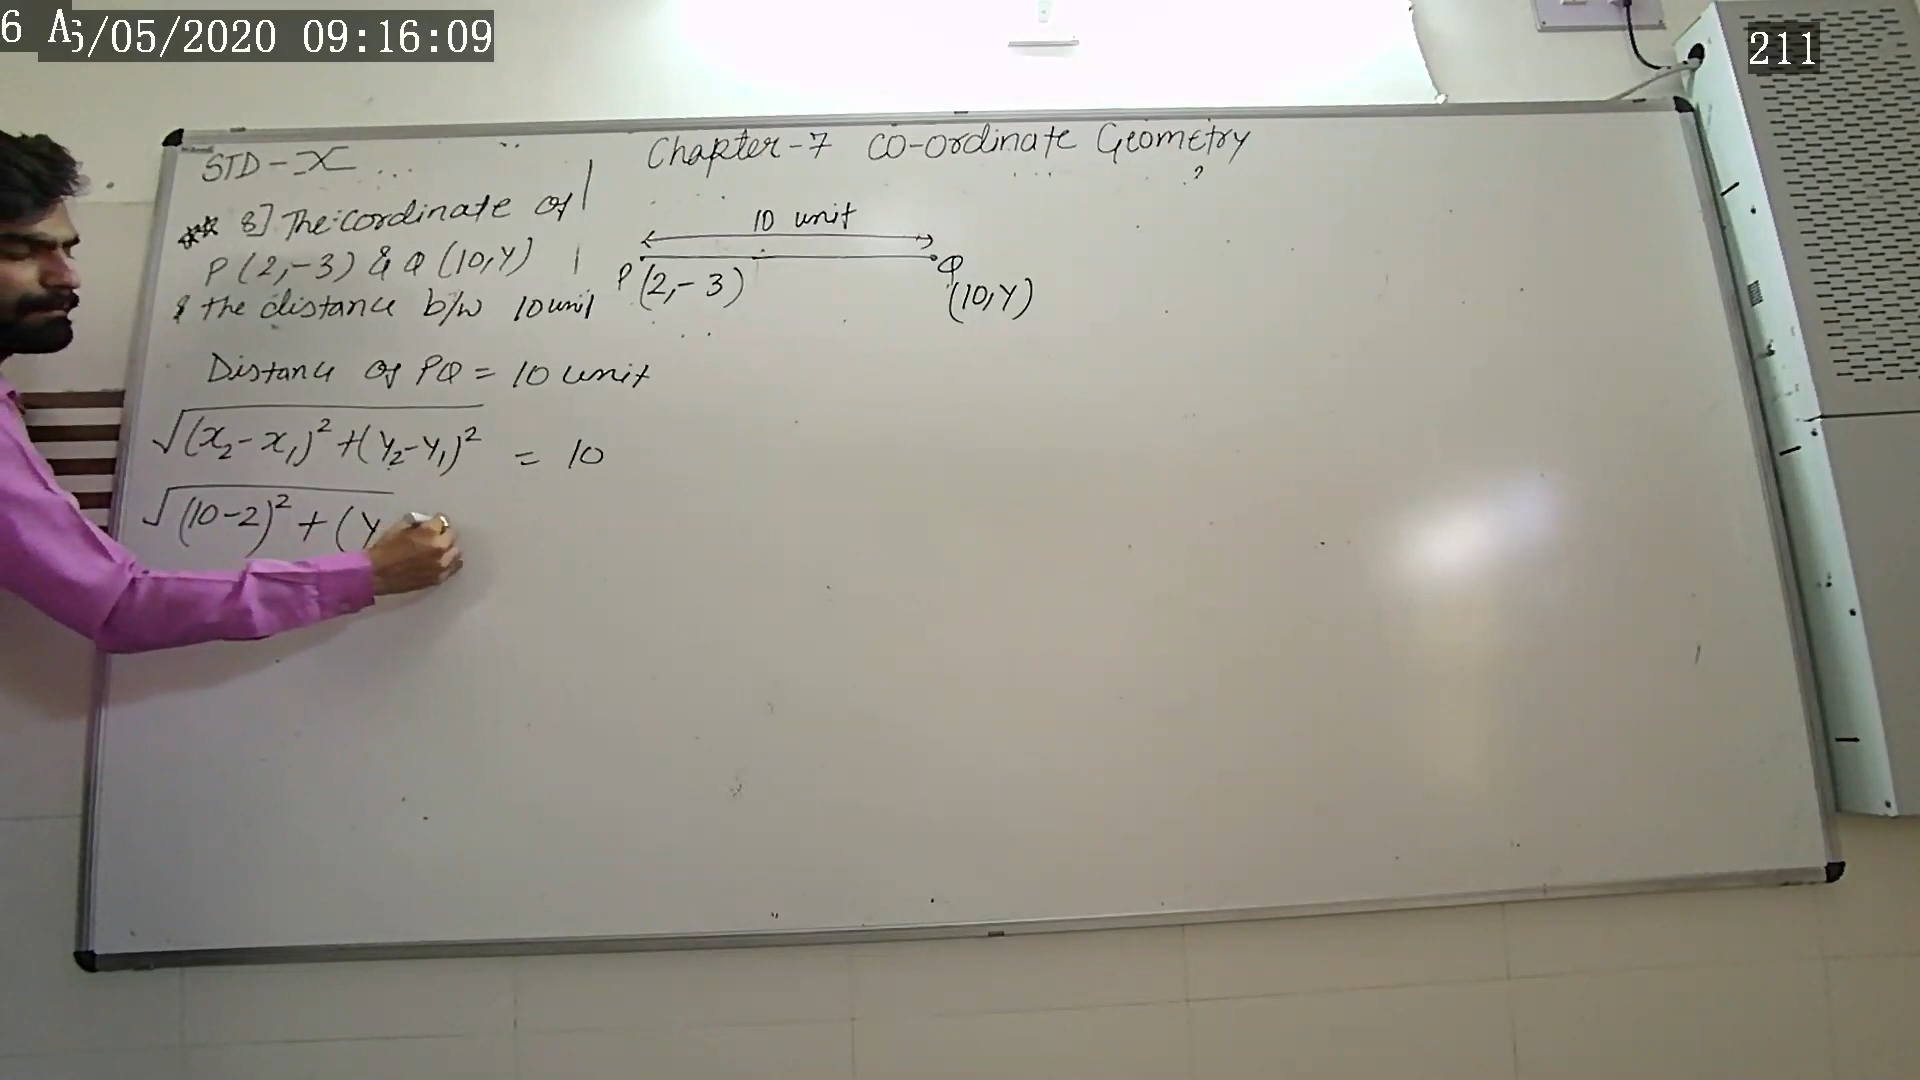 6 A
5/05/2020 09:16:09
211
STD-X
Chapter-7 CO-Ordinate Geometry
8] The cordinate of
P(2,-3) & Q(10,Y)
& the distance b/w 10 unit
10 unit
P(2,-3)
Q
(10,Y)
Distance Of PQ = 10 unit
√(x₂-x₁)²+(Y₂-Y₁)² = 10
√(10-2)²+(Y